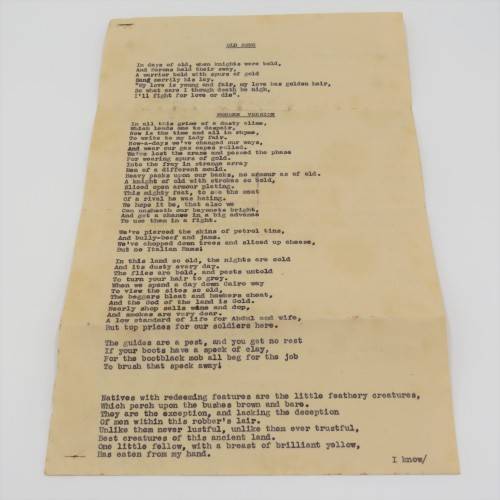 OLD SONG
In days of old, when knights were bold,
And Barons held their sway,
A warrior bold with spurs of gold
Sang merrily his lay,
"My love is young and fair, my love has golden hair,
So what care I though death be nigh,
I'll fight for love or die".
MODERN VERSION
In all this grime of a dusty clime,
Which leads one to despair,
Now is the time and all in rhyme,
To write to my lady fair.
Now-a-days we've changed our ways,
And wear our gas capes rolled.
We've lost the arams and passed the phase
For wearing spurs of gold.
Into the fray in strange array
Men of a different mould.
Heavy packs upon our backs, no armour as of old.
A knight of old with strokes so bold,
Sliced open armour plating.
This mighty feat, to see the meat
Of a rival he was hating.
We hope it be, that also we
Can unsheath our bayonets bright,
And get a chance in a big advance
To use them in a fight.
We've pierced the skins of petrol tins,
And bully-beef and jams.
We've chopped down trees and sliced up cheese,
But no Italian Hams!
In this land so old, the nights are cold
And its dusty every day.
The flies are bold, and pests untold
To turn your hair to grey.
When we spend a day down Cairo way
To view the sites so old,
The beggars bleat and hawkers cheat,
And the God of the land is Gold.
Nearly shop sells wine and dop,
And smokes are very dear.
A low standard of life for Abdul and wife,
But top prices for our soldiers here.
The guides are a pest, and you get no rest
If your boots have a speck of clay,
For the bootblack mob all beg for the job
To brush that speck away!
Natives with redeeming features are the little feathery creatures,
Which perch upon the bushes brown and bare.
They are the exception, and lacking the deception
Of men within this robber's lair.
Unlike them never lustful, unlike them ever trustful,
Best creatures of this ancient land.
One little fellow, with a breast of brilliant yellow,
Has eaten from my hand.
I know/